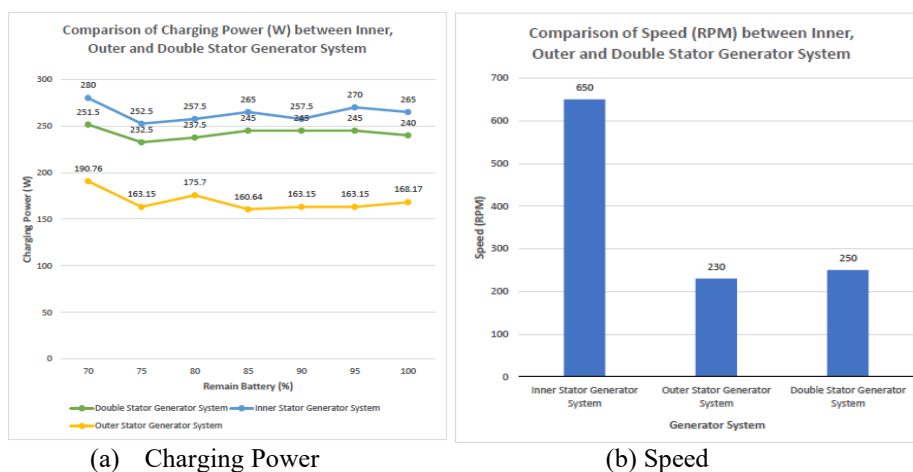 Comparison of Charging Power (W) between Inner,
Outer and Double Stator Generator System
Charging Power (W)
300
250
200
150
100
50
0
280
252.5
257.5
265
257.5
270
265
251.5
232.5
237.5
245
245
245
240
190.76
163.15
175.7
160.64
163.15
163.15
168.17
70
75
80
85
90
95
100
Remain Battery (%)
Double Stator Generator System
Inner Stator Generator System
Outer Stator Generator System
(a) Charging Power
Comparison of Speed (RPM) between Inner,
Outer and Double Stator Generator System
Speed (RPM)
700
600
500
400
300
200
100
0
650
230
250
Inner Stator Generator
System
Outer Stator Generator
System
Double Stator Generator
System
Generator System
(b) Speed